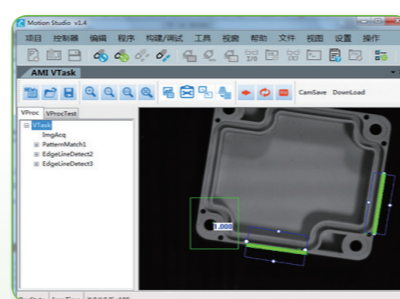 Motion Studio v1.4
项目 控制器 编辑 程序 构建/调试 工具 视窗 帮助 文件 视图 设置 操作
I/O
AMI VTask
CamSave DownLoad
VProc VProcTest
VTask
ImgAcq
PatternMatch1
EdgeLineDetect2
EdgeLineDetect3
1.000